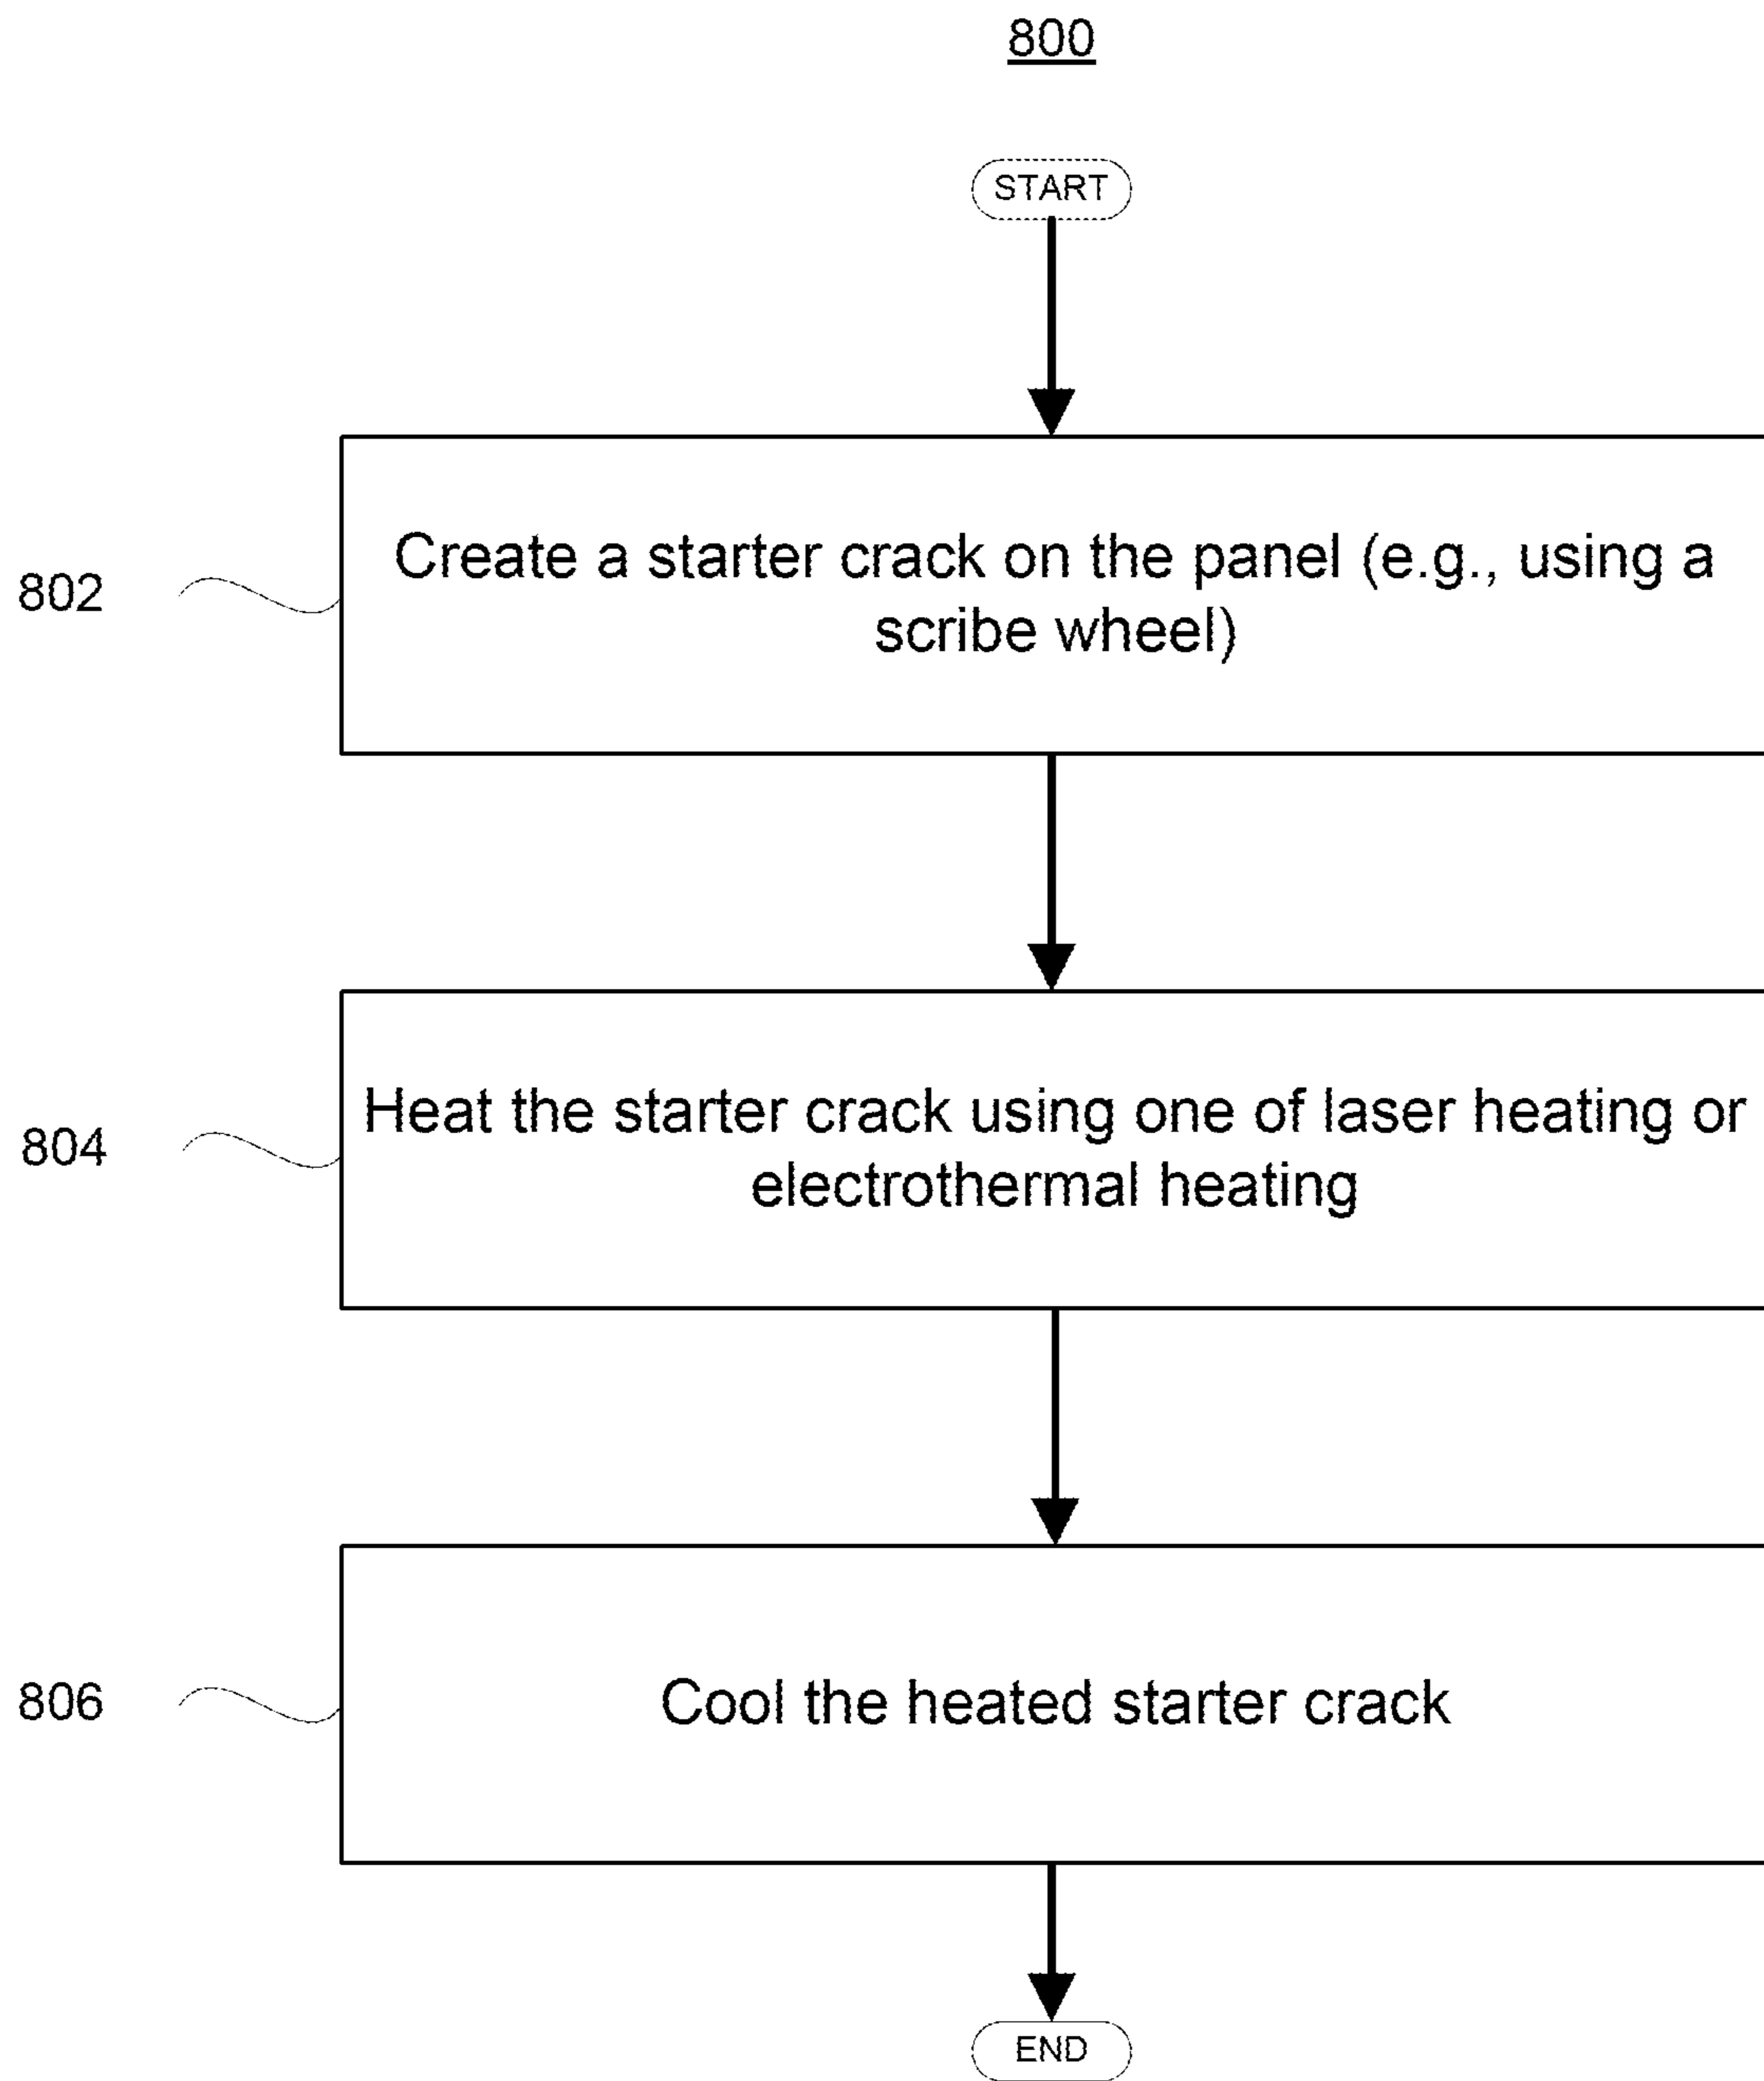 800
START
802
Create a starter crack on the panel (e.g., using a
scribe wheel)
804
Heat the starter crack using one of laser heating or
electrothermal heating
806
Cool the heated starter crack
END